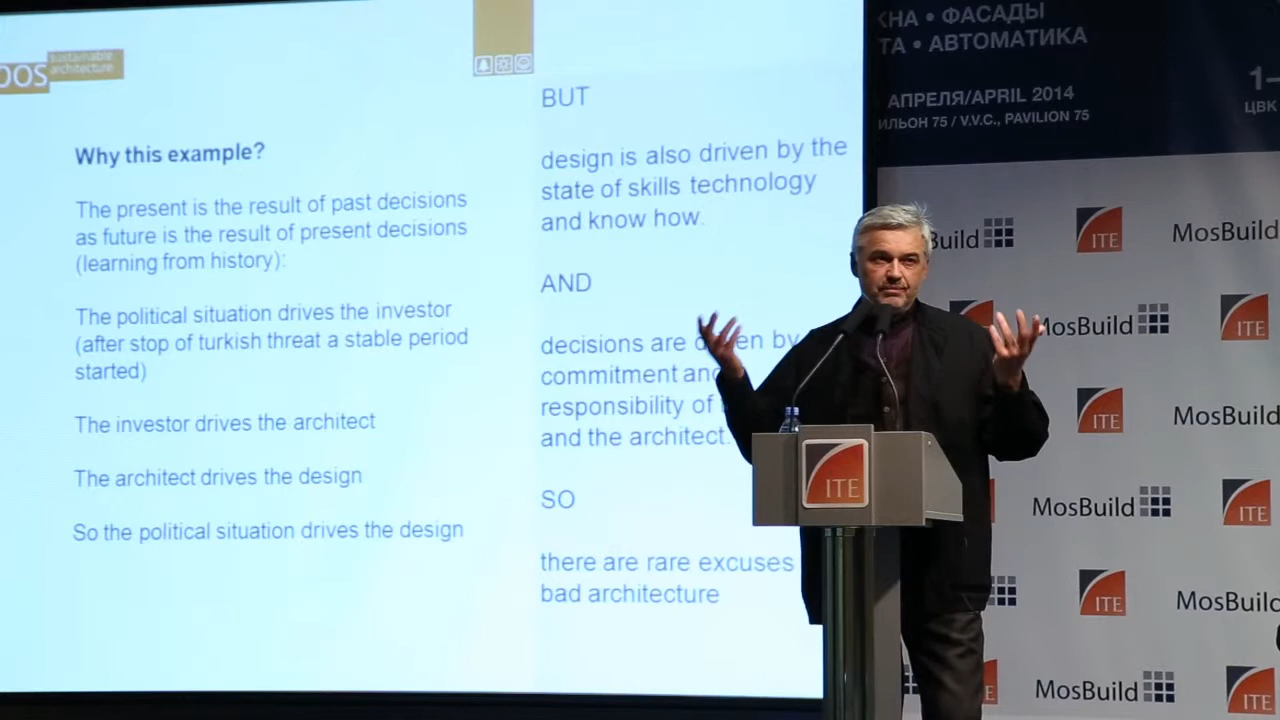 OOS
sustainable
architecture
Why this example?
The present is the result of past decisions
as future is the result of present decisions
(learning from history):
The political situation drives the investor
(after stop of turkish threat a stable period
started)
The investor drives the architect
The architect drives the design
So the political situation drives the design
BUT
design is also driven by the
state of skills technology
and know how.
AND
decisions are by
commitment and
responsibility of
and the architect.
SO
there are rare excuses
bad architecture
ФАСАДЫ
• АВТОМАТИКА
АПРЕЛЯ/APRIL 2014
75 / V.V.C., PAVILION 75
1–
ЦВК
Build
ITE
MosBuild
ITE
MosBuild
ITE
ITE
MosBuild
MosBuild
ITE
ITE
ITE
MosBuild
MosBuild
ITE